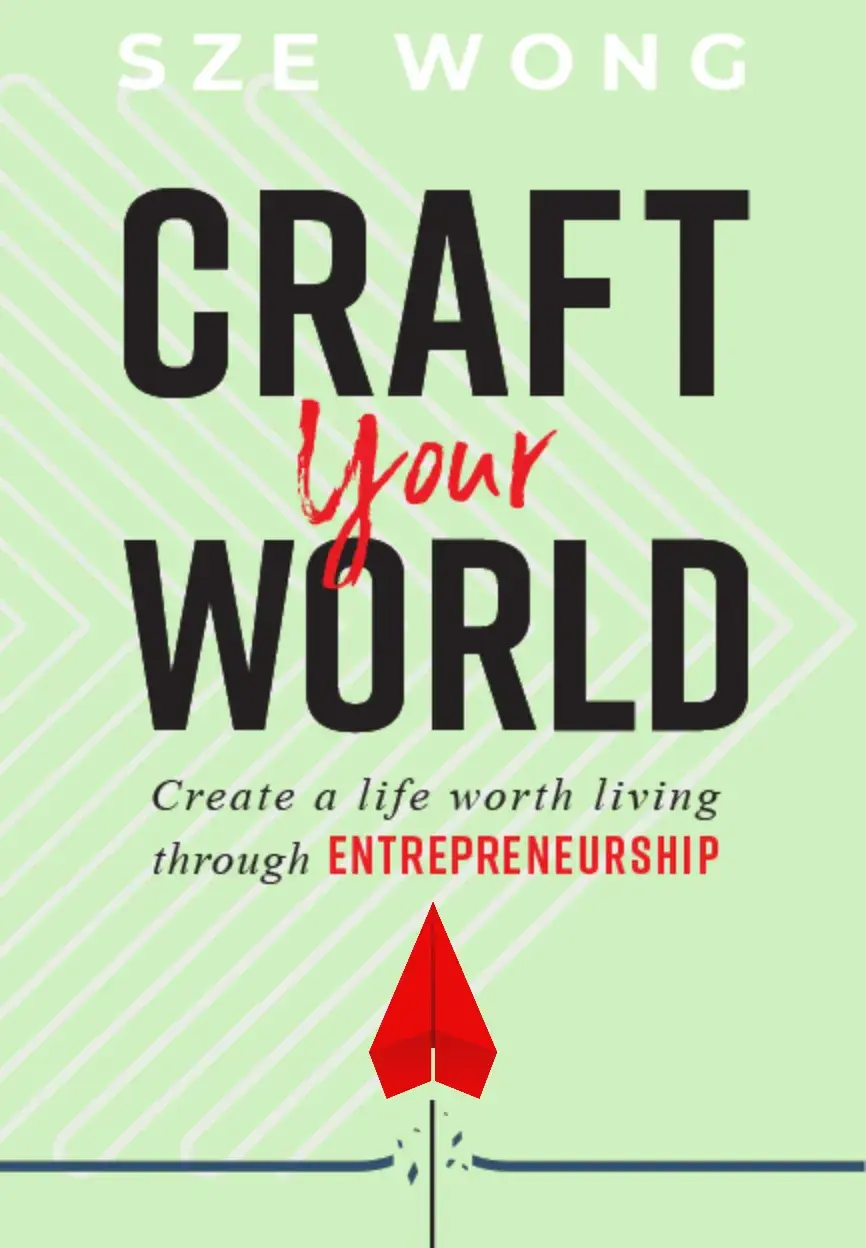 SZE WONG
CRAFT
Your
WORLD
Create a life worth living
through ENTREPRENEURSHIP